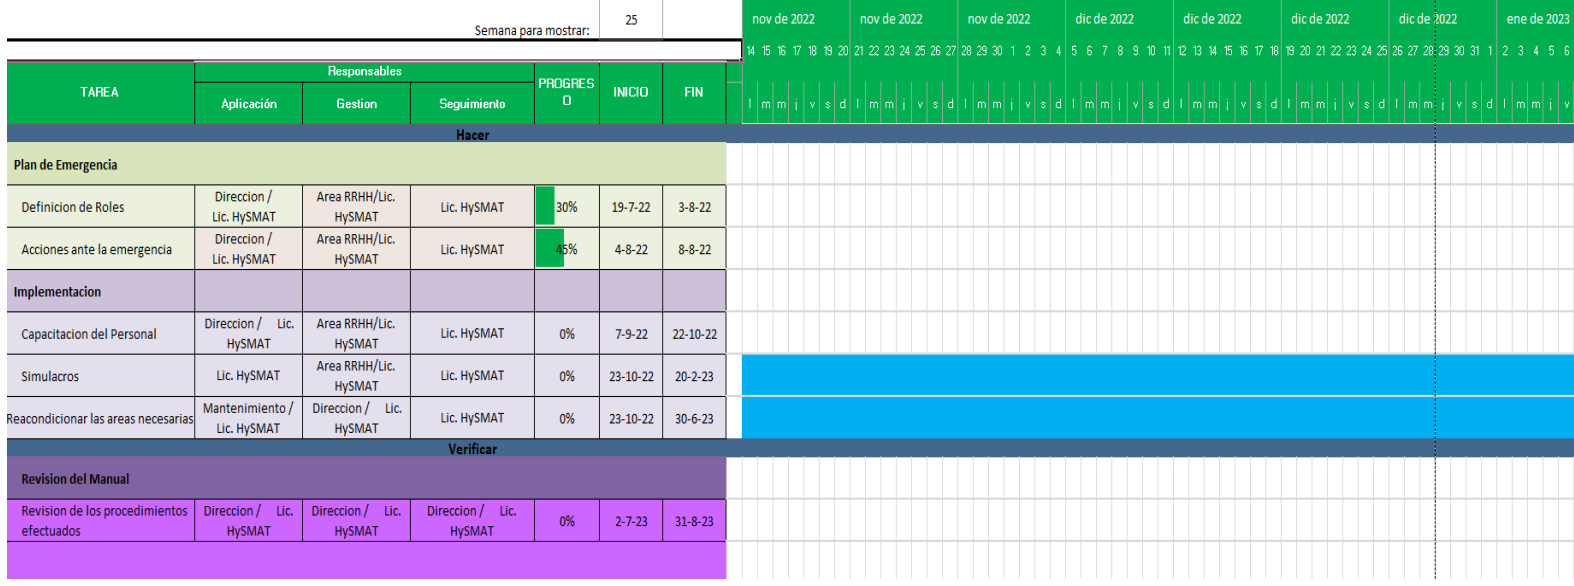 Semana para mostrar: 25
nov de 2022 nov de 2022 nov de 2022 dic de 2022 dic de 2022 dic de 2022 dic de 2022 ene de 2023
14 15 16 17 18 19 20 21 22 23 24 25 26 27 28 29 30 1 2 3 4 5 6 7 8 9 10 11 12 13 14 15 16 17 18 19 20 21 22 23 24 25 26 27 28 29 30 31 1 2 3 4 5 6
l m m j v s d l m m j v s d l m m j v s d l m m j v s d l m m j v s d l m m j v s d l m m j v s d l m m j v
TAREA Responsables PROGRES
O INICIO FIN
Aplicación Gestion Seguimiento
Hacer
Plan de Emergencia
Definicion de Roles Direccion / Area RRHH/Lic. Lic. HySMAT 30% 19-7-22 3-8-22
Lic. HySMAT HySMAT
Acciones ante la emergencia Direccion / Area RRHH/Lic. Lic. HySMAT 45% 4-8-22 8-8-22
Lic. HySMAT HySMAT
Implementacion
Capacitacion del Personal Direccion / Lic. Area RRHH/Lic. Lic. HySMAT 0% 7-9-22 22-10-22
HySMAT HySMAT
Simulacros Lic. HySMAT Area RRHH/Lic. Lic. HySMAT 0% 23-10-22 20-2-23
HySMAT
Reacondicionar las areas necesarias Mantenimiento / Direccion / Lic. Lic. HySMAT 0% 23-10-22 30-6-23
Lic. HySMAT HySMAT
Verificar
Revision del Manual
Revision de los procedimientos Direccion / Lic. Direccion / Lic. Direccion / Lic. 0% 2-7-23 31-8-23
efectuados HySMAT HySMAT HySMAT